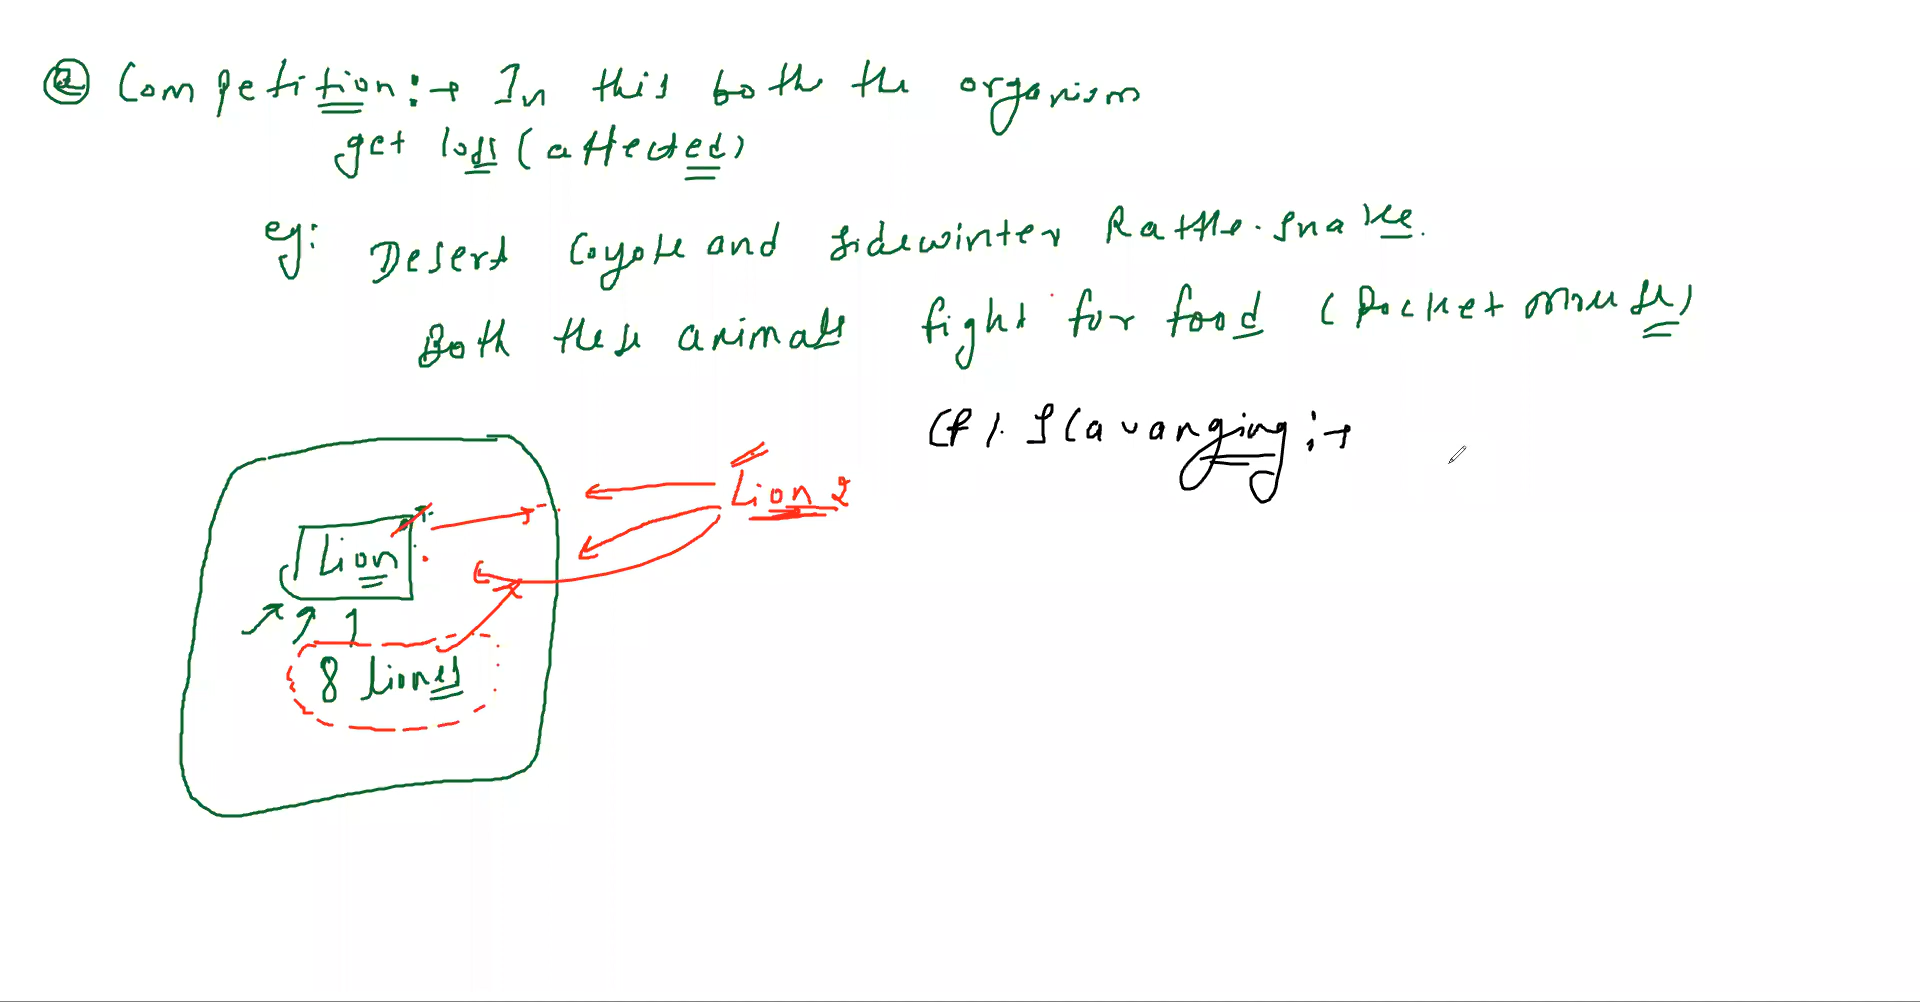 ② Competition:→ In this both the organism
get loss (affected)
eg: Desert Coyote and Sidewinter Rattle-snake.
Both these animals fight for food (Pocket mouse)
(f). Scavanging:→
Lion 2
Lion
8 Lions